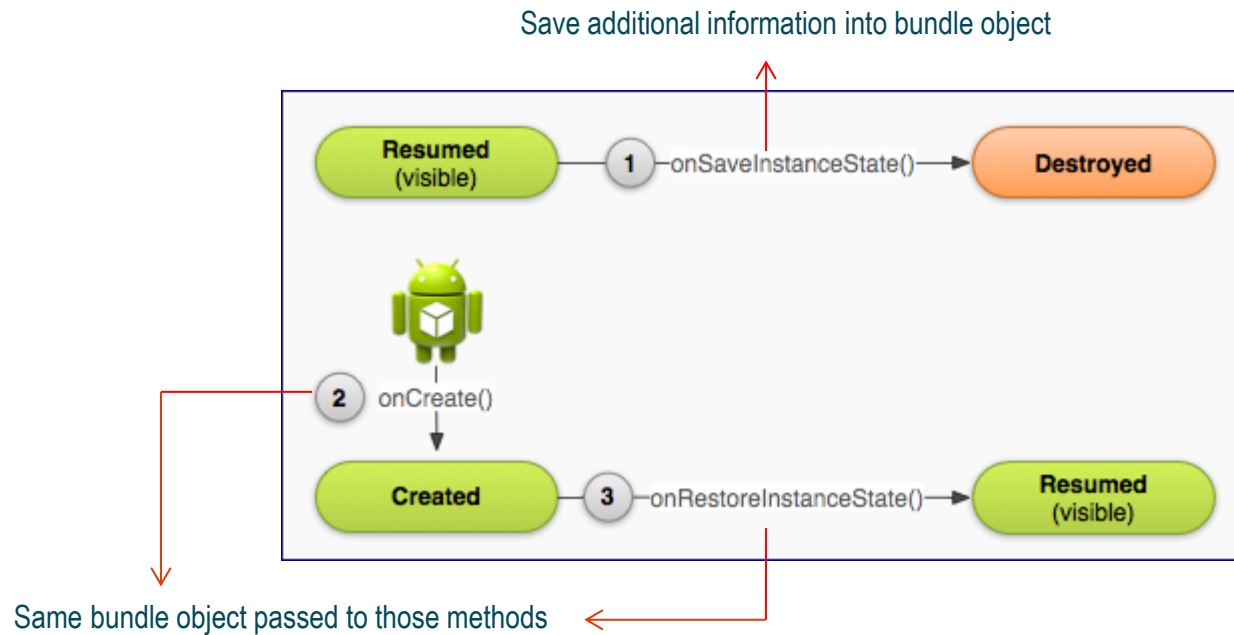 Save additional information into bundle object
Resumed
(visible)
1
onSaveInstanceState()
Destroyed
2
onCreate()
Created
3
onRestoreInstanceState()
Resumed
(visible)
Same bundle object passed to those methods